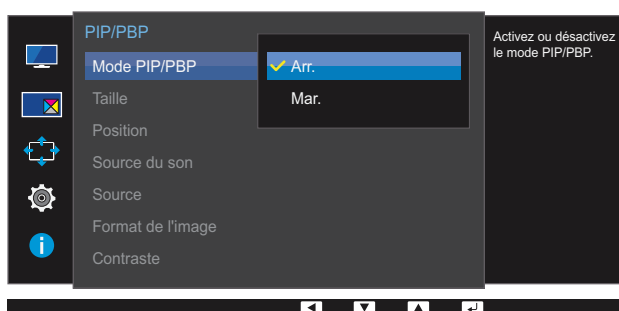 PIP/PBP
Mode PIP/PBP
Arr.
Mar.
Taille
Position
Source du son
Source
Format de l'image
Contraste
Activez ou désactivez
le mode PIP/PBP.